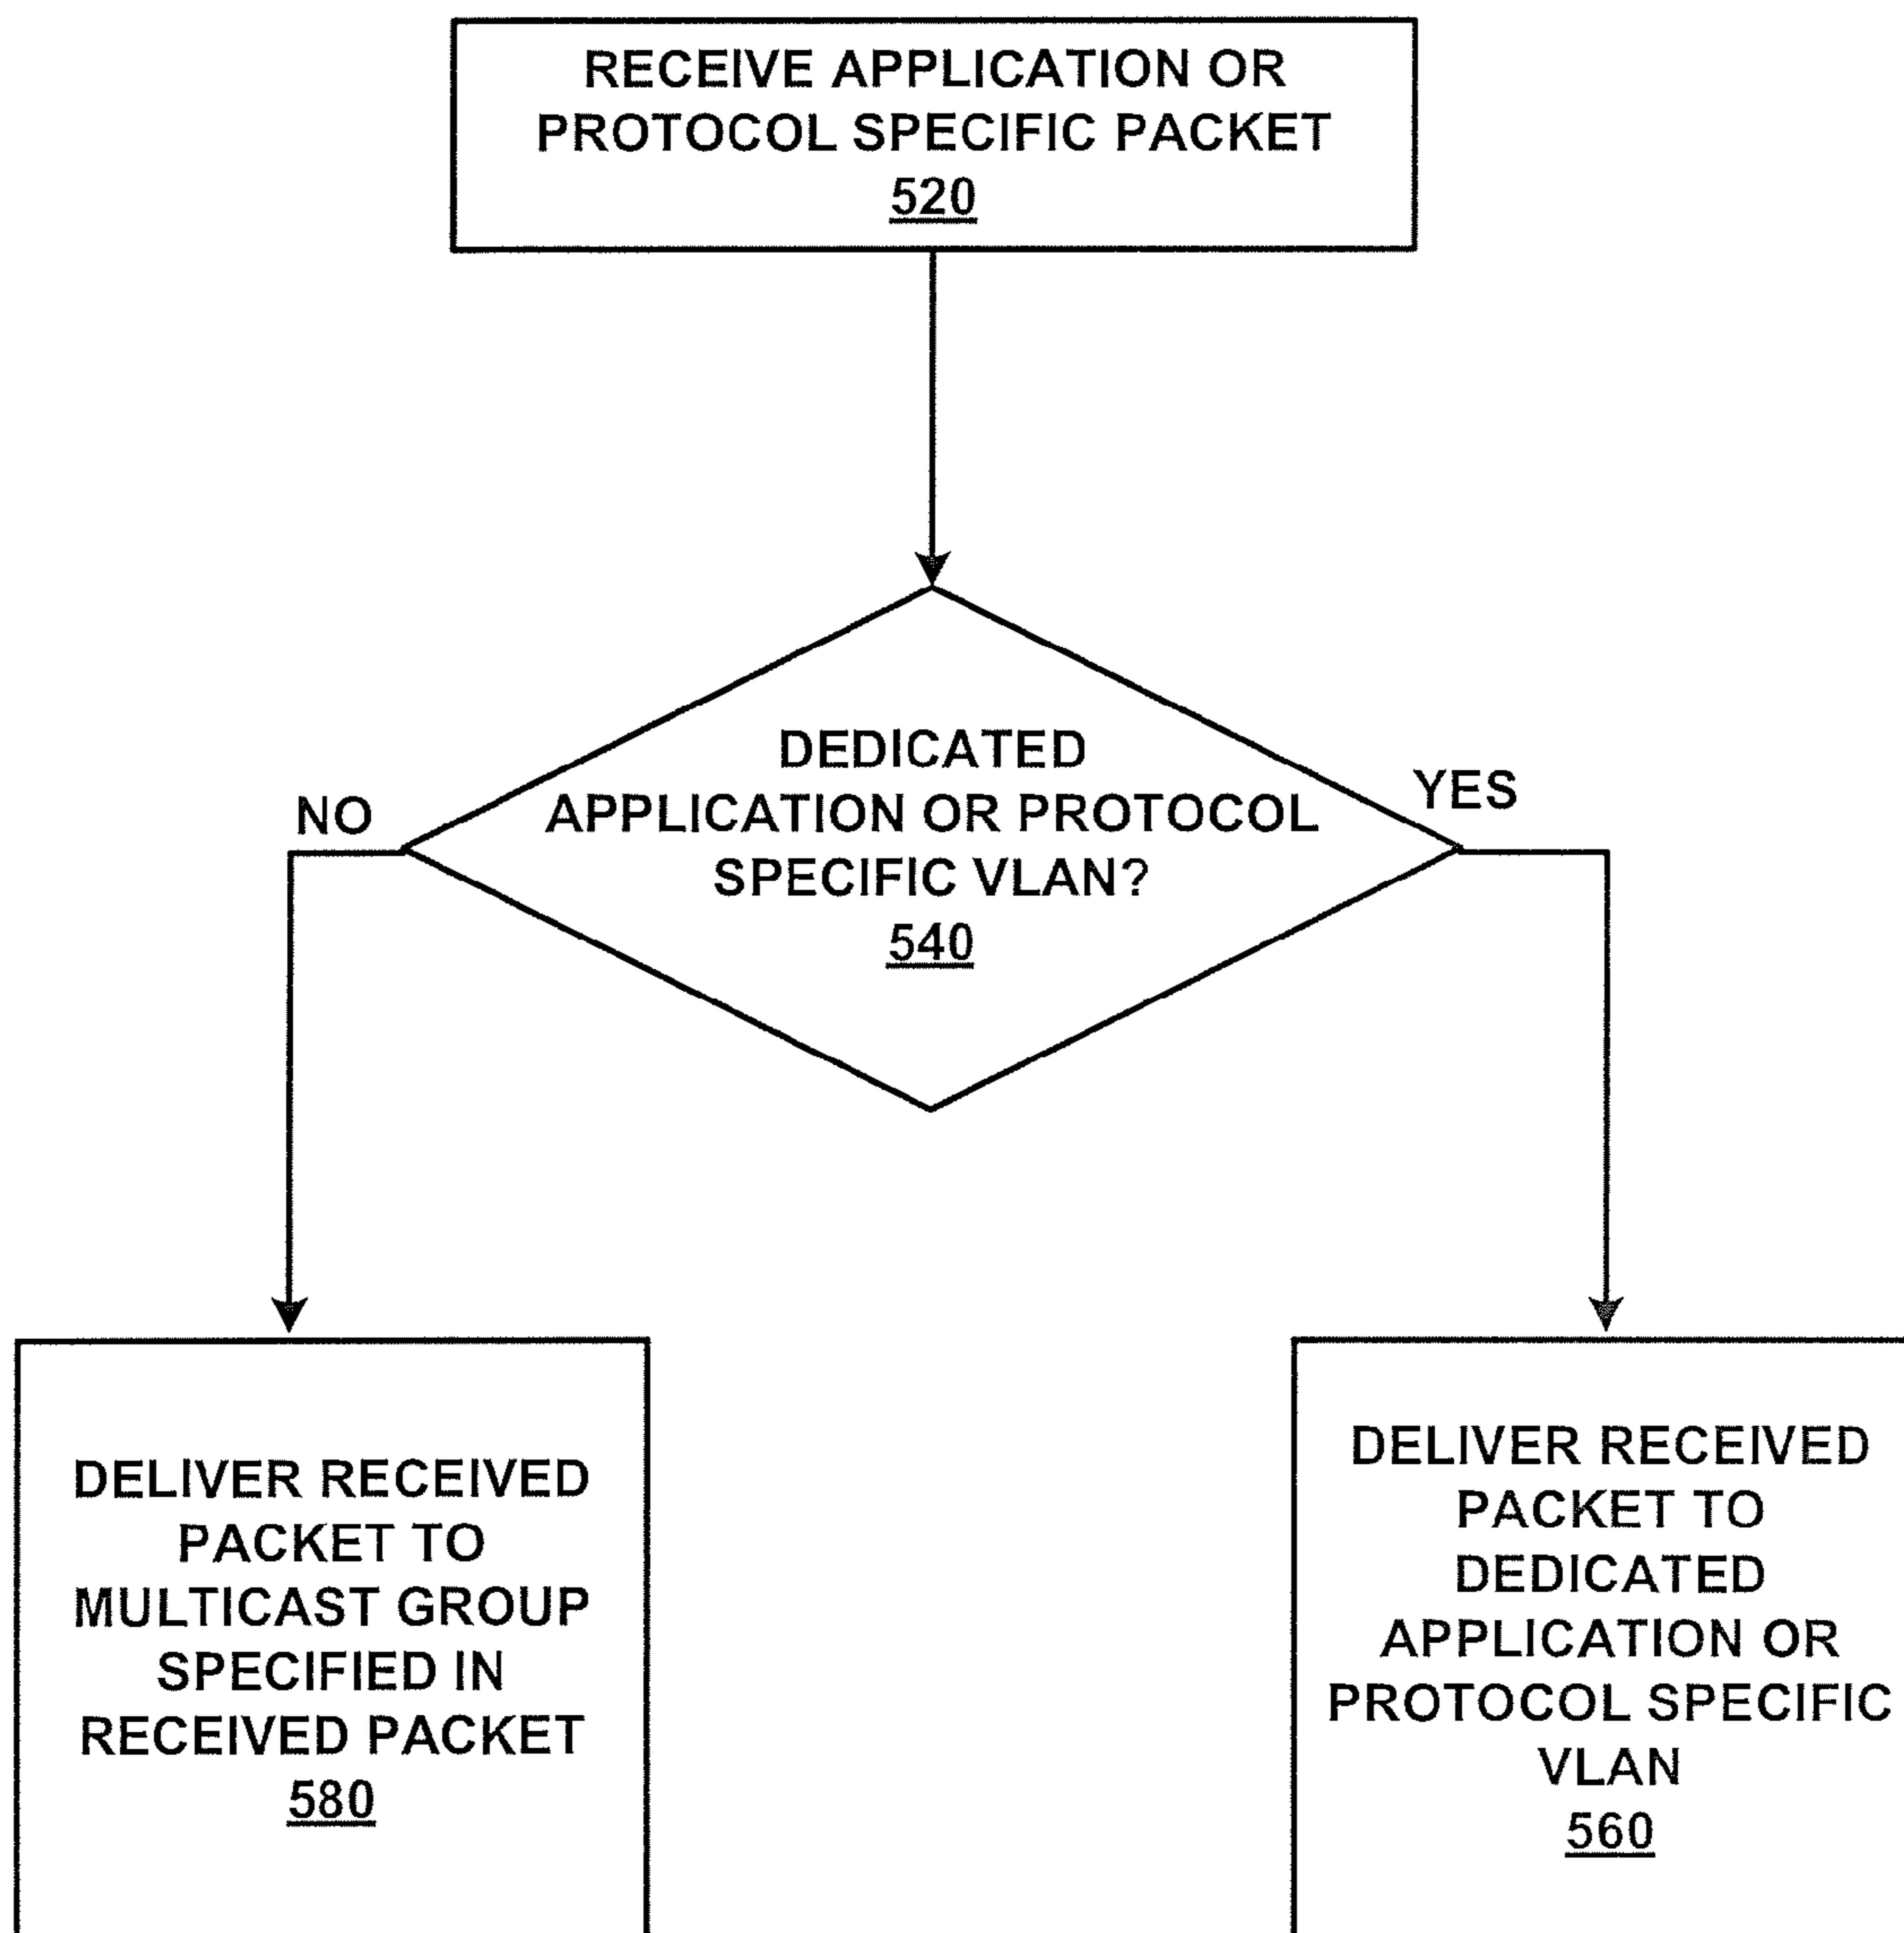 RECEIVE APPLICATION OR
PROTOCOL SPECIFIC PACKET
520
DEDICATED
APPLICATION OR PROTOCOL
SPECIFIC VLAN?
540
NO
YES
DELIVER RECEIVED
PACKET TO
MULTICAST GROUP
SPECIFIED IN
RECEIVED PACKET
580
DELIVER RECEIVED
PACKET TO
DEDICATED
APPLICATION OR
PROTOCOL SPECIFIC
VLAN
560